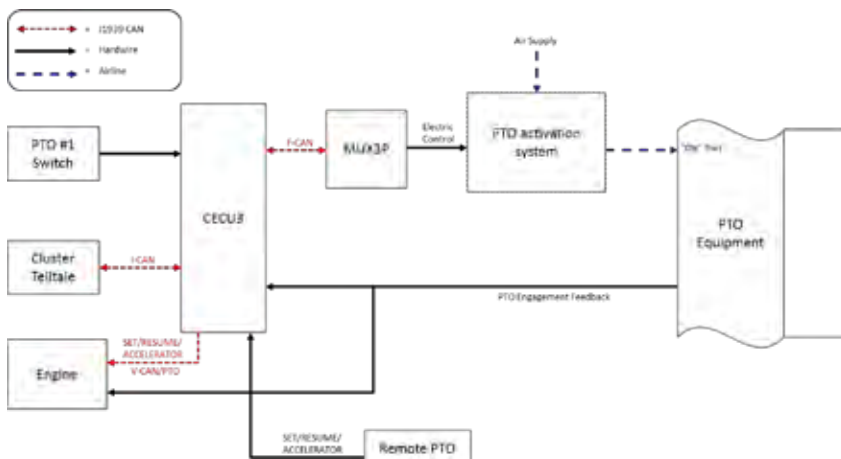 = J1939 CAN
= Hardwire
= Airline
Air Supply
PTO #1
Switch
F-CAN
MUX3P
Electric
Control
PTO activation
system
"On" Port
CECU3
PTO
Equipment
Cluster
Telltale
I-CAN
PTO Engagement Feedback
SET/RESUME/
ACCELERATOR
V-CAN/PTO
Engine
SET/RESUME/
ACCELERATOR
Remote PTO